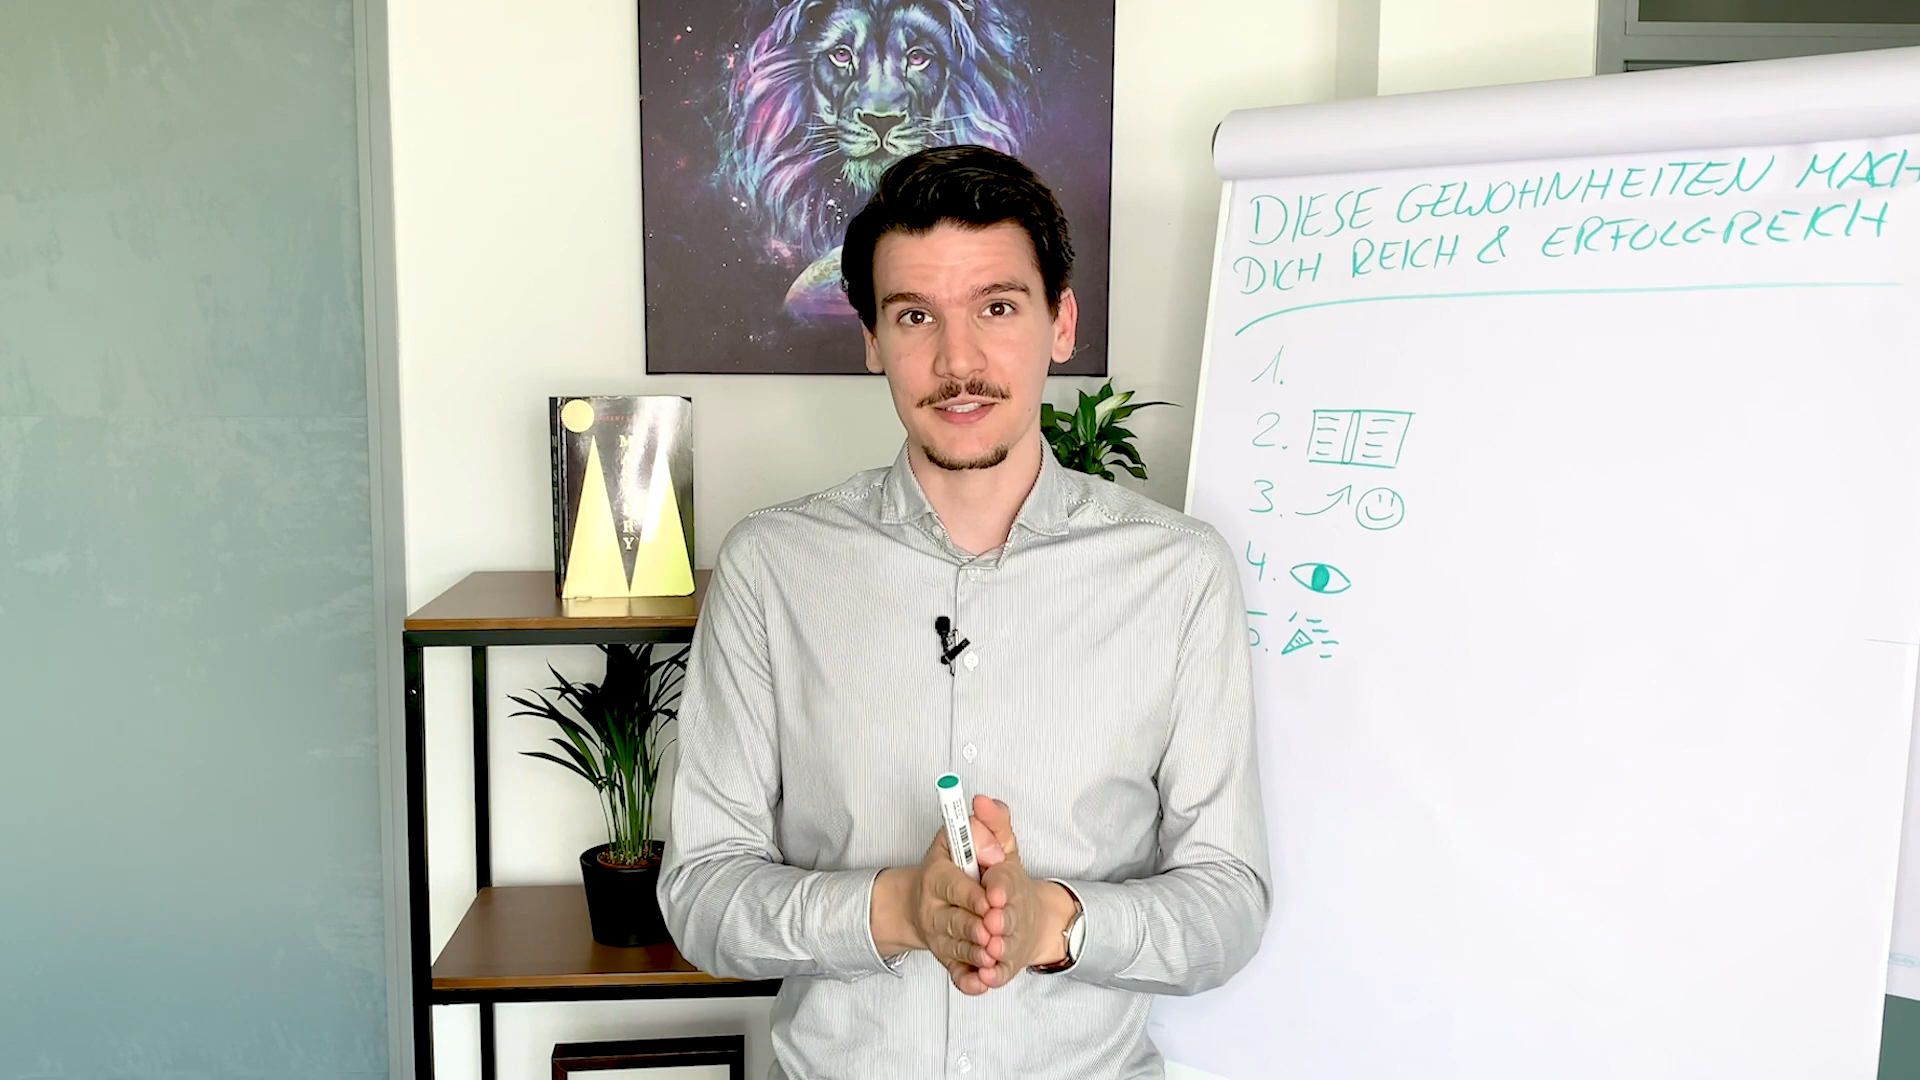 DIESE GEWOHNHEITEN MACH
DICH REICH & ERFOLGREICH
1.
2.
3.
4.
5.
M
A
S
T
E
R
Y